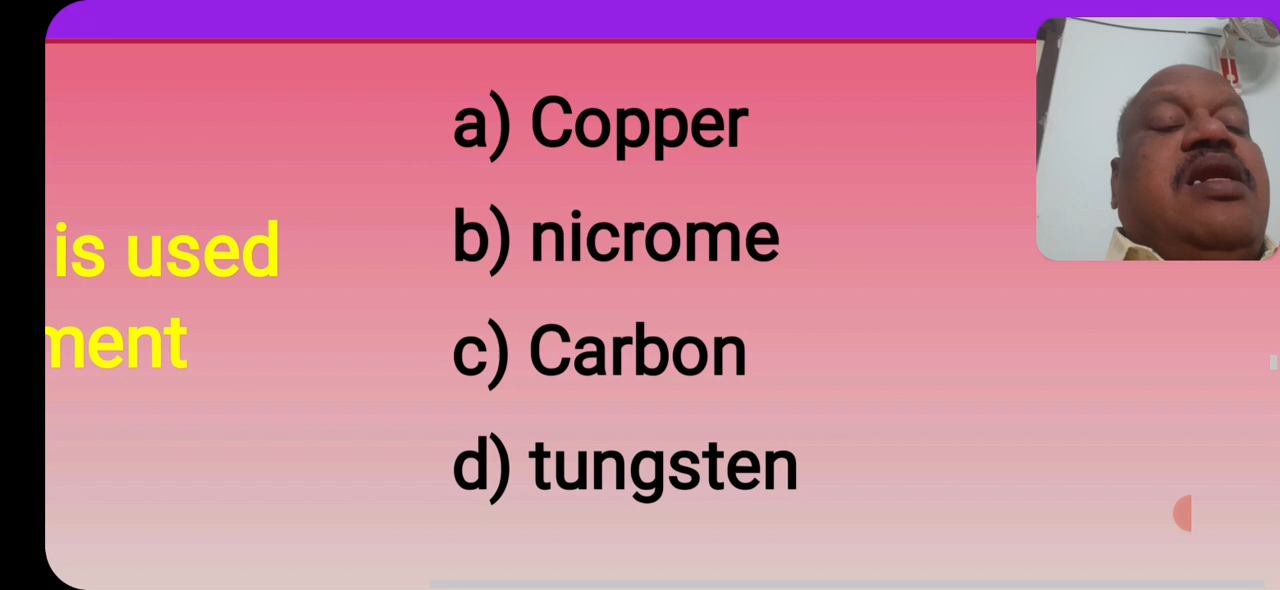 a) Copper
is used
b) nicrome
ment
c) Carbon
d) tungsten